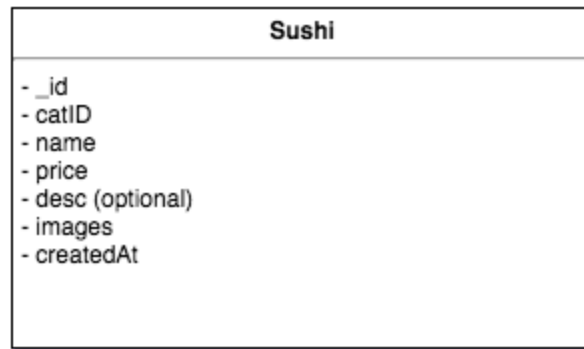 Sushi
- _id
- catID
- name
- price
- desc (optional)
- images
- createdAt